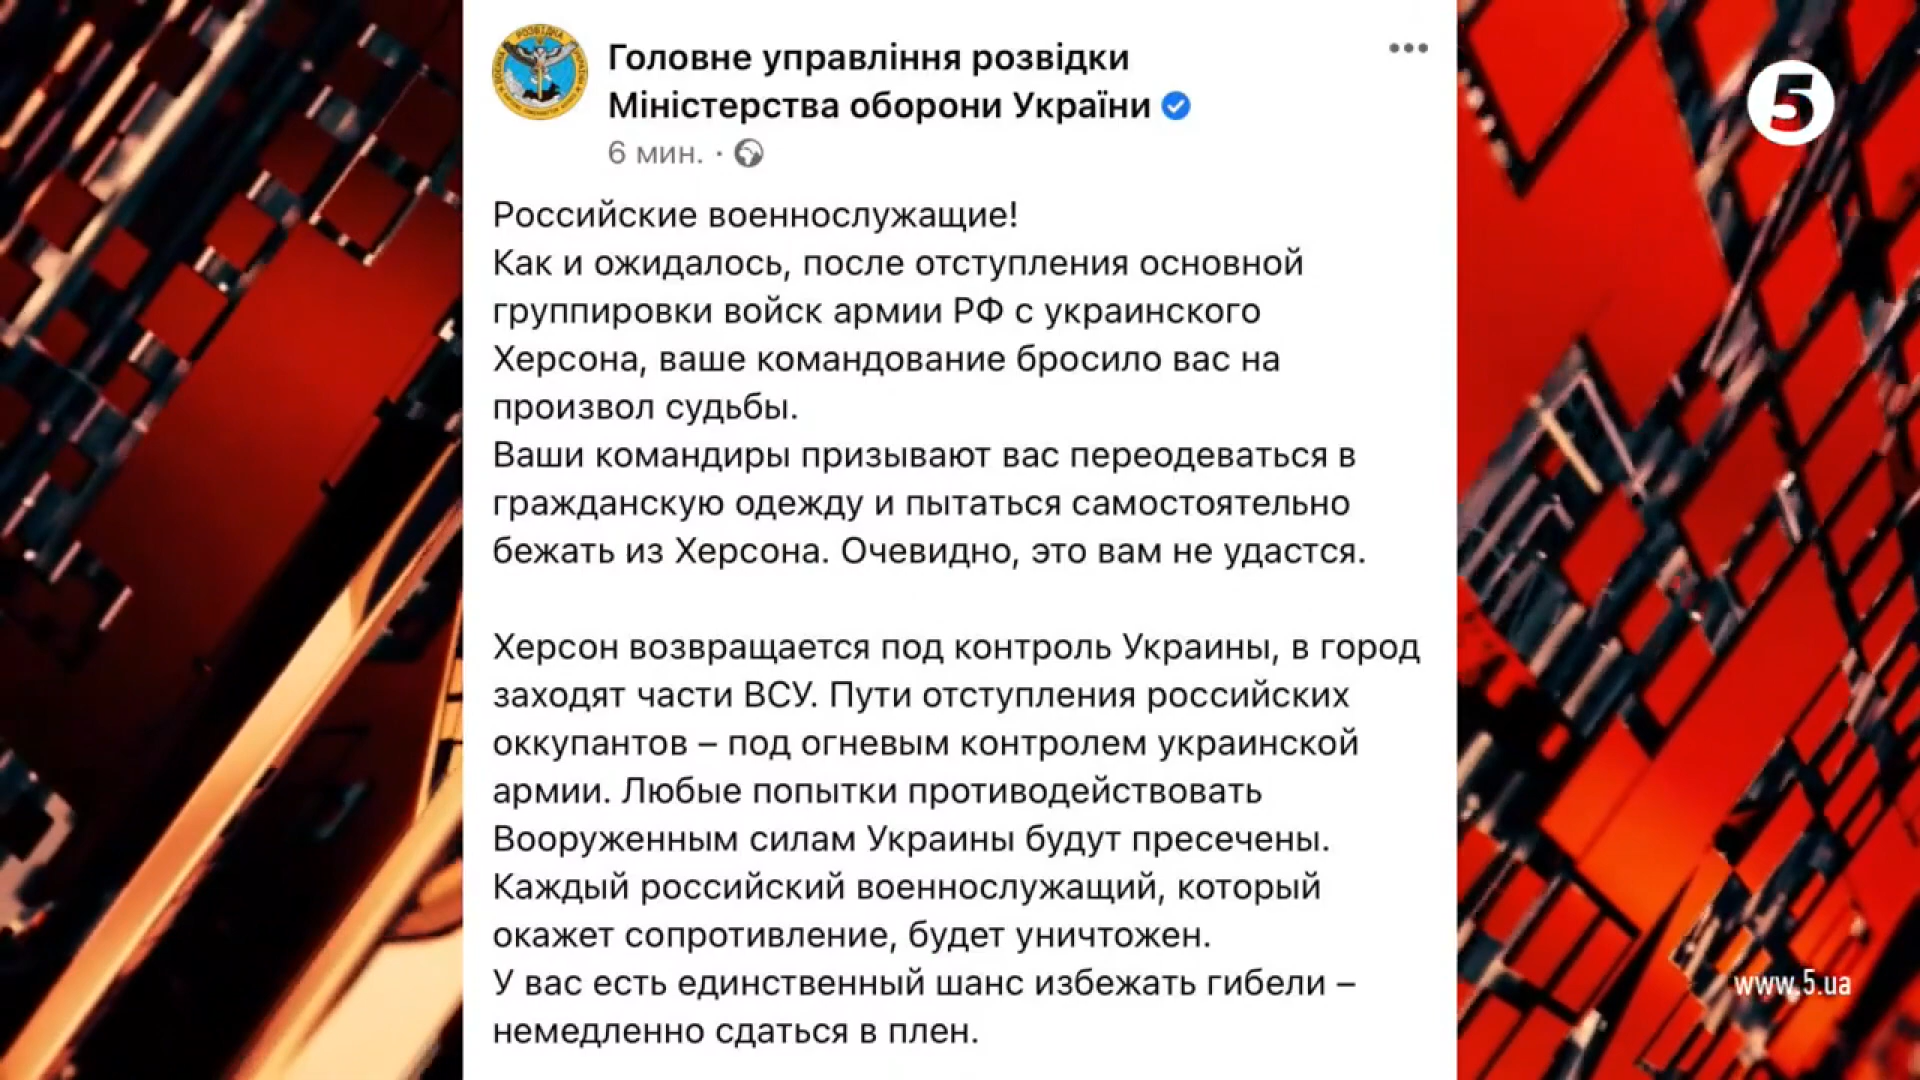 Головне управління розвідки
Міністерства оборони України
6 мин. ·
5
Российские военнослужащие!
Как и ожидалось, после отступления основной
группировки войск армии РФ с украинского
Херсона, ваше командование бросило вас на
произвол судьбы.
Ваши командиры призывают вас переодеваться в
гражданскую одежду и пытаться самостоятельно
бежать из Херсона. Очевидно, это вам не удастся.
Херсон возвращается под контроль Украины, в город
заходят части ВСУ. Пути отступления российских
оккупантов – под огневым контролем украинской
армии. Любые попытки противодействовать
Вооруженным силам Украины будут пресечены.
Каждый российский военнослужащий, который
окажет сопротивление, будет уничтожен.
У вас есть единственный шанс избежать гибели –
немедленно сдаться в плен.
www.5.ua